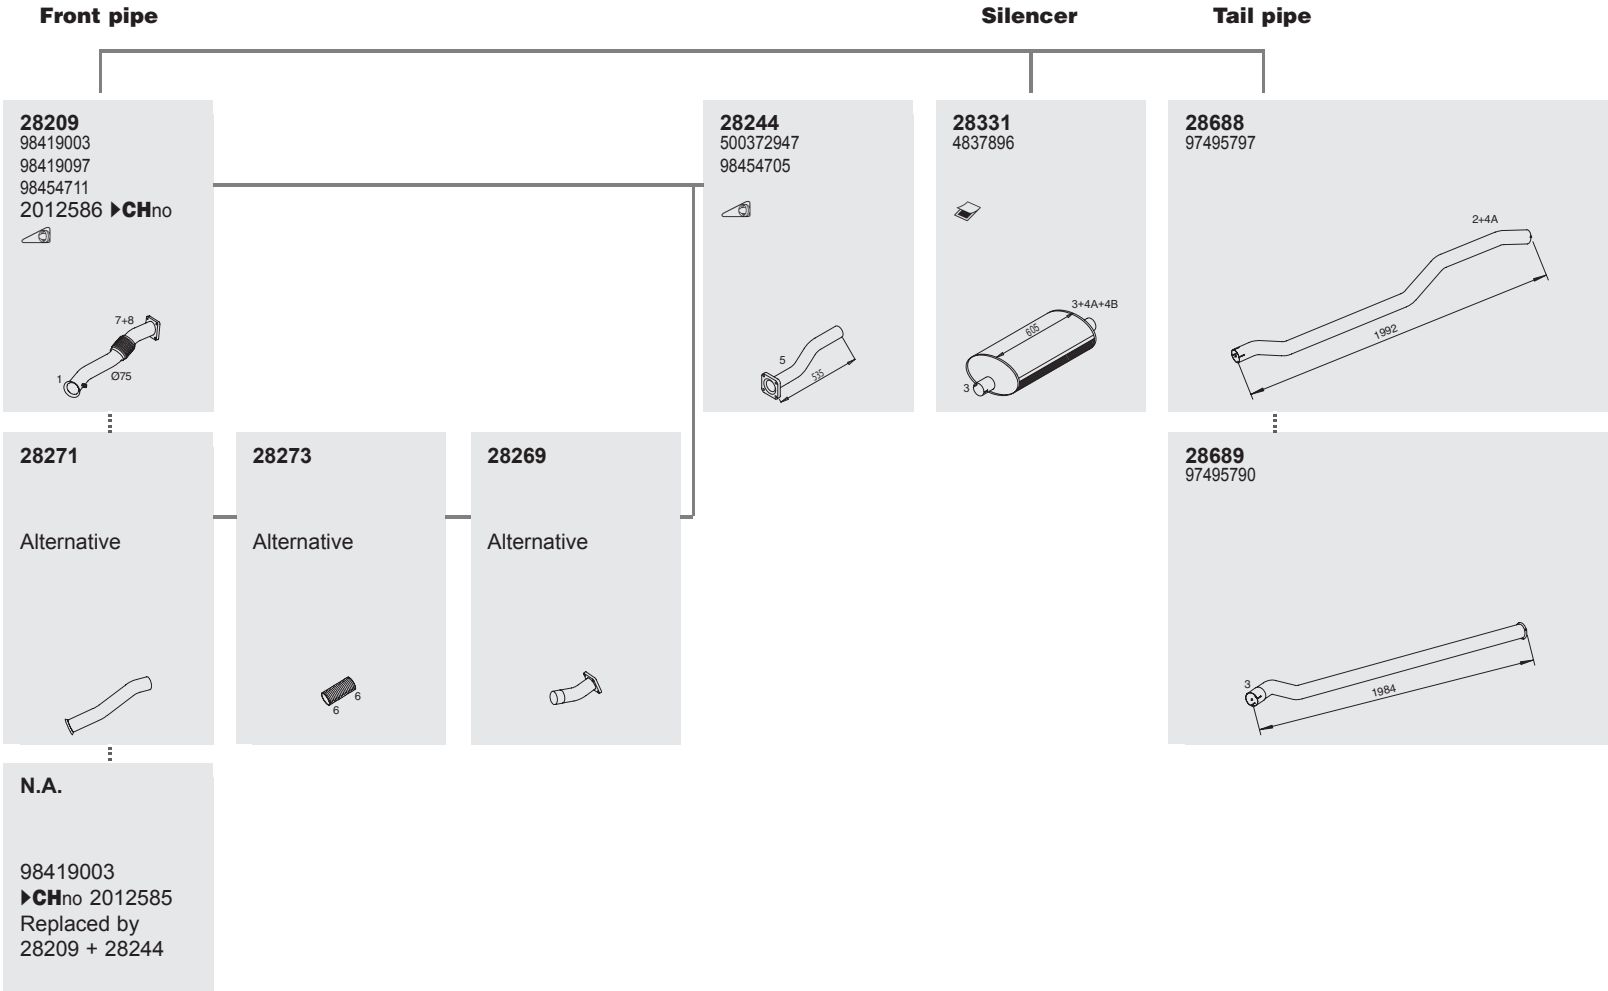 Front pipe
Silencer
Tail pipe
28209
98419003
98419097
98454711
2012586 ▶CHno
7+8
1
Ø75
28244
500372947
98454705
5
535
28331
4837896
3+4A+4B
605
3
28688
97495797
2+4A
1992
28271
Alternative
28273
Alternative
6
6
28269
Alternative
28689
97495790
3
1984
N.A.
98419003
▶CHno 2012585
Replaced by
28209 + 28244